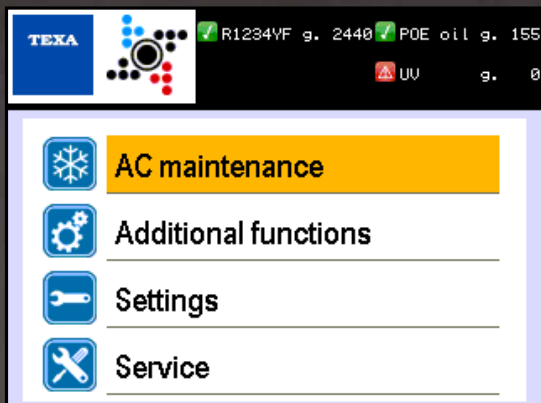 TEXA
R1234YF g. 2440 POE oil g. 155
UV g. 0
AC maintenance
Additional functions
Settings
Service